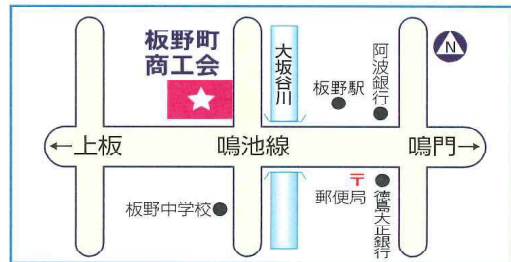 板野町
商工会
大坂谷川
板野駅
阿波銀行
N
←上板
鳴池線
鳴門→
板野中学校
〒
郵便局
徳島大正銀行